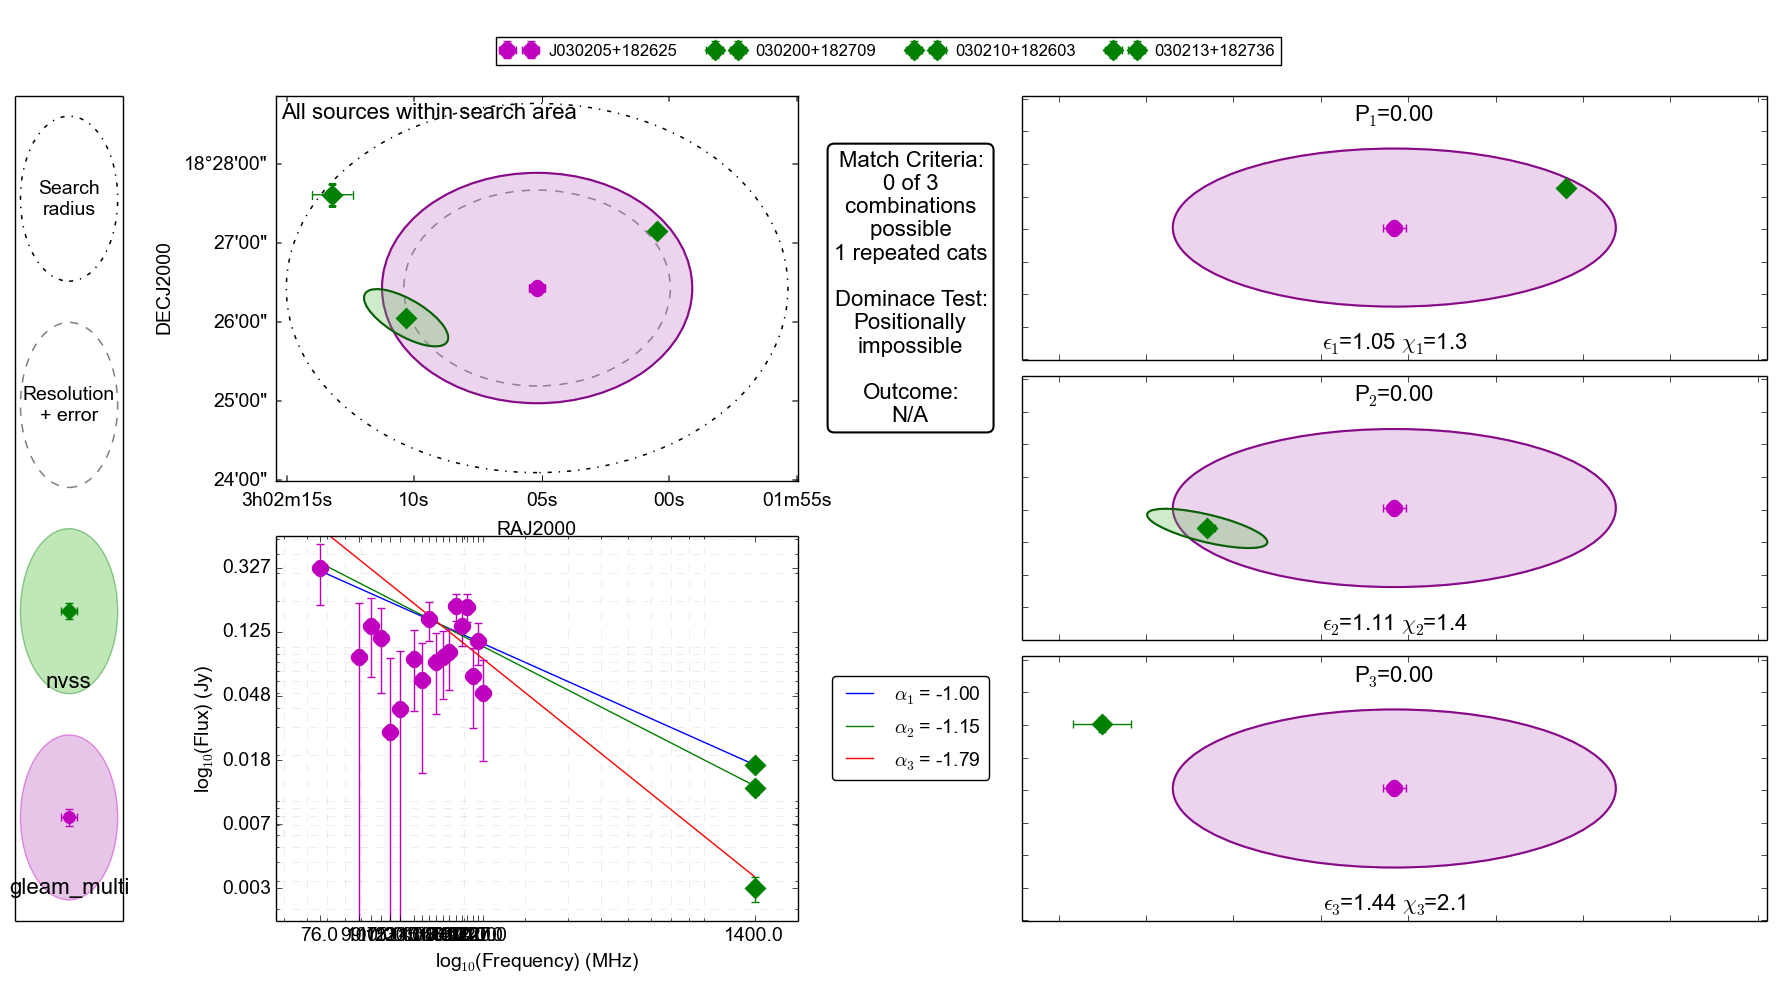 J030205+182625
030200+182709
030210+182603
030213+182736
Search
radius
Resolution
+ error
nvss
gleam_multi
All sources within search area
18°28'00"
27'00"
26'00"
25'00"
24'00"
DECJ2000
3h02m15s
10s
05s
00s
01m55s
RAJ2000
Match Criteria:
0 of 3
combinations
possible
1 repeated cats
Dominace Test:
Positionally
impossible
Outcome:
N/A
P1=0.00
ϵ1=1.05 χ1=1.3
P2=0.00
ϵ2=1.11 χ2=1.4
P3=0.00
ϵ3=1.44 χ3=2.1
0.327
0.125
0.048
0.018
0.007
0.003
log10(Flux) (Jy)
76.0
1400.0
log10(Frequency) (MHz)
α1 = -1.00
α2 = -1.15
α3 = -1.79